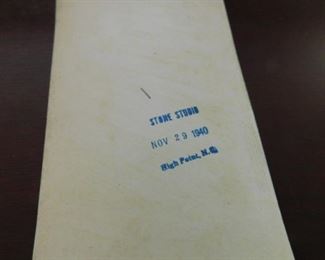 STONE STUDIO
NOV 29 1940
High Point, N.C.